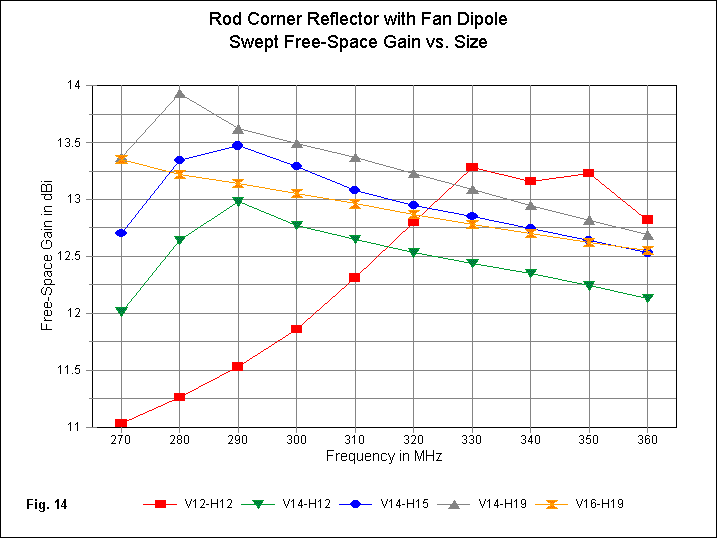 Rod Corner Reflector with Fan Dipole
Swept Free-Space Gain vs. Size
Free-Space Gain in dBi
14
13.5
13
12.5
12
11.5
11
270 280 290 300 310 320 330 340 350 360
Frequency in MHz
Fig. 14
V12-H12 V14-H12 V14-H15 V14-H19 V16-H19